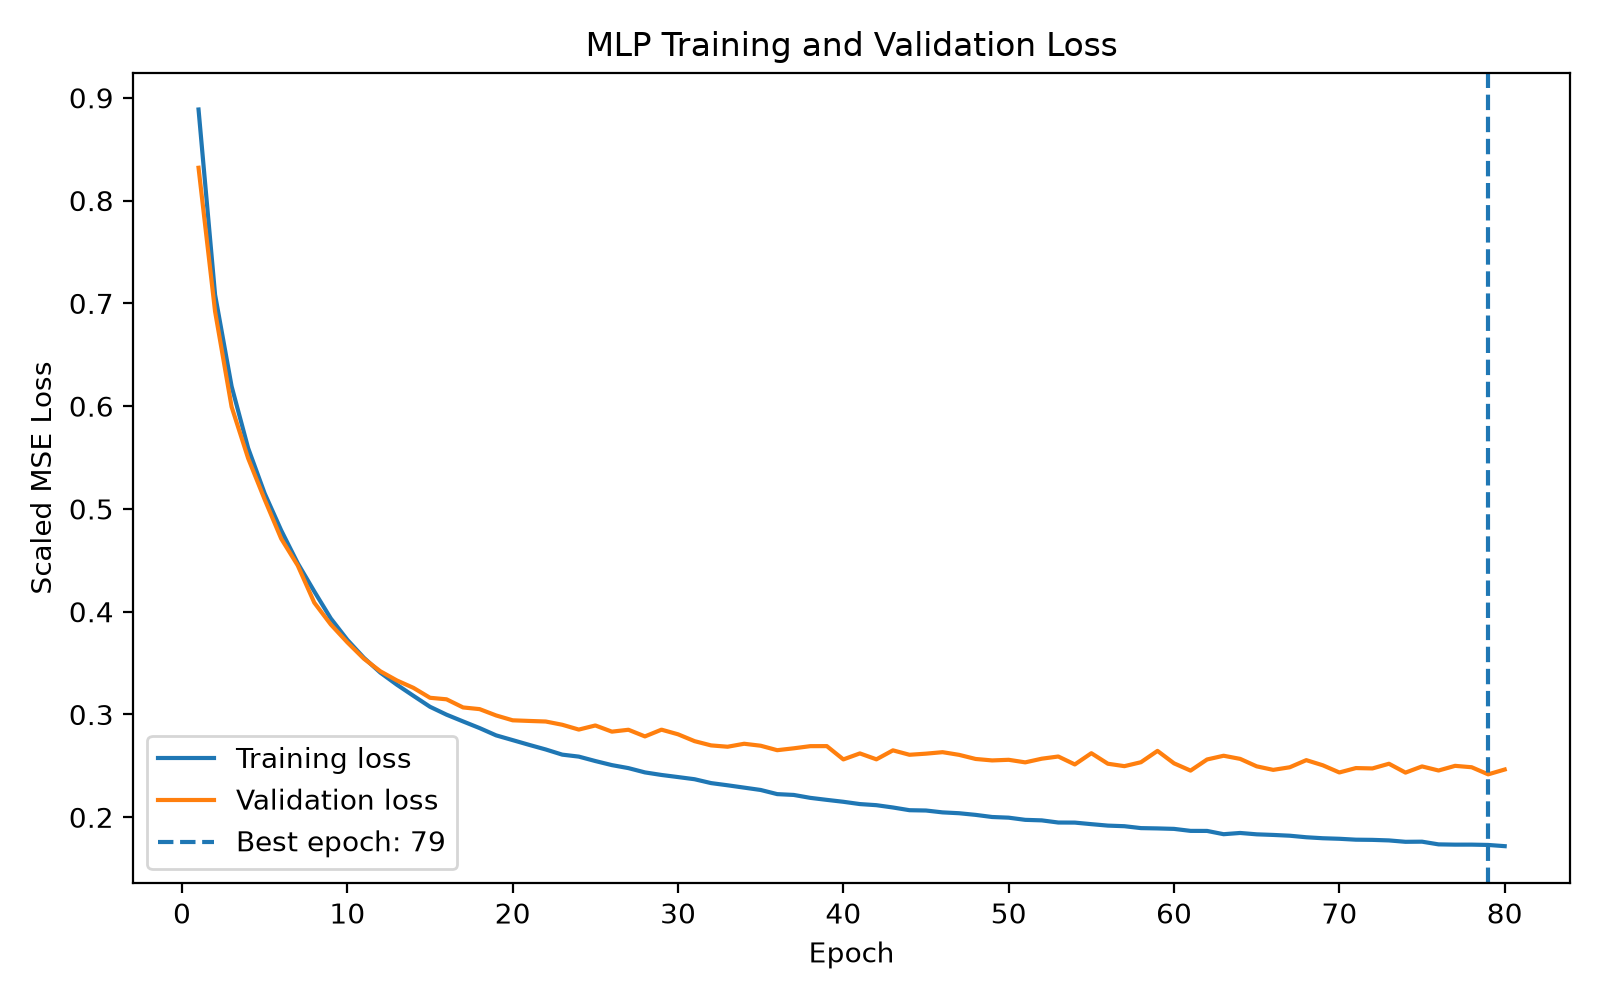 MLP Training and Validation Loss
0.9
0.8
0.7
0.6
0.5
0.4
0.3
0.2
Scaled MSE Loss
Training loss
Validation loss
Best epoch: 79
0 10 20 30 40 50 60 70 80
Epoch